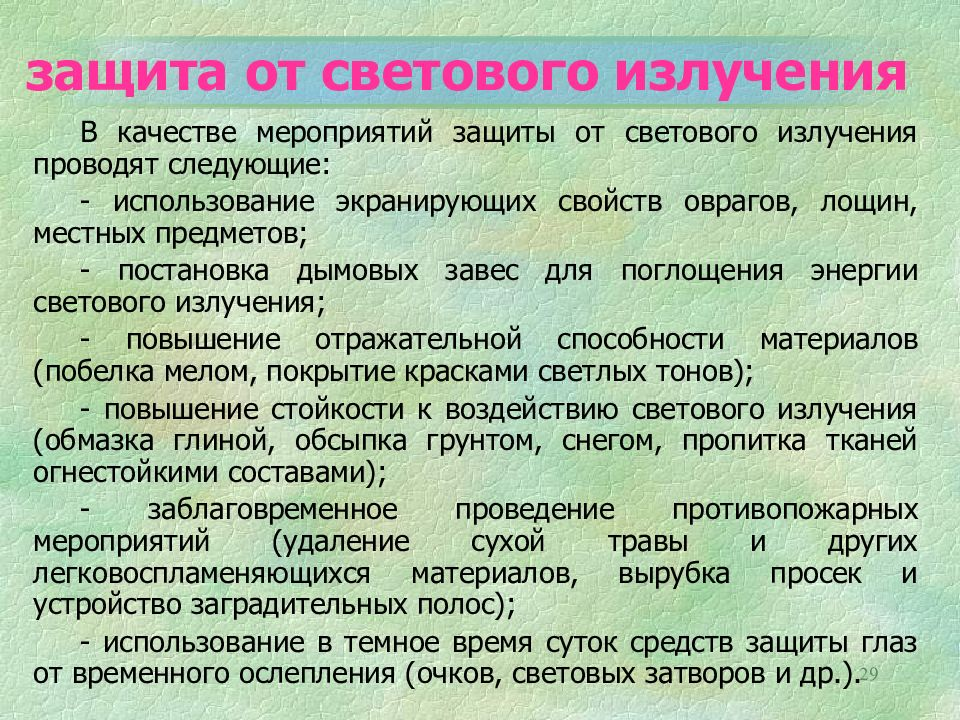 защита от светового излучения
В качестве мероприятий защиты от светового излучения
проводят следующие:
- использование экранирующих свойств оврагов, лощин,
местных предметов;
- постановка дымовых завес для поглощения энергии
светового излучения;
- повышение отражательной способности материалов
(побелка мелом, покрытие красками светлых тонов);
- повышение стойкости к воздействию светового излучения
(обмазка глиной, обсыпка грунтом, снегом, пропитка тканей
огнестойкими составами);
- заблаговременное проведение противопожарных
мероприятий (удаление сухой травы и других
легковоспламеняющихся материалов, вырубка просек и
устройство заградительных полос);
- использование в темное время суток средств защиты глаз
от временного ослепления (очков, световых затворов и др.).
29